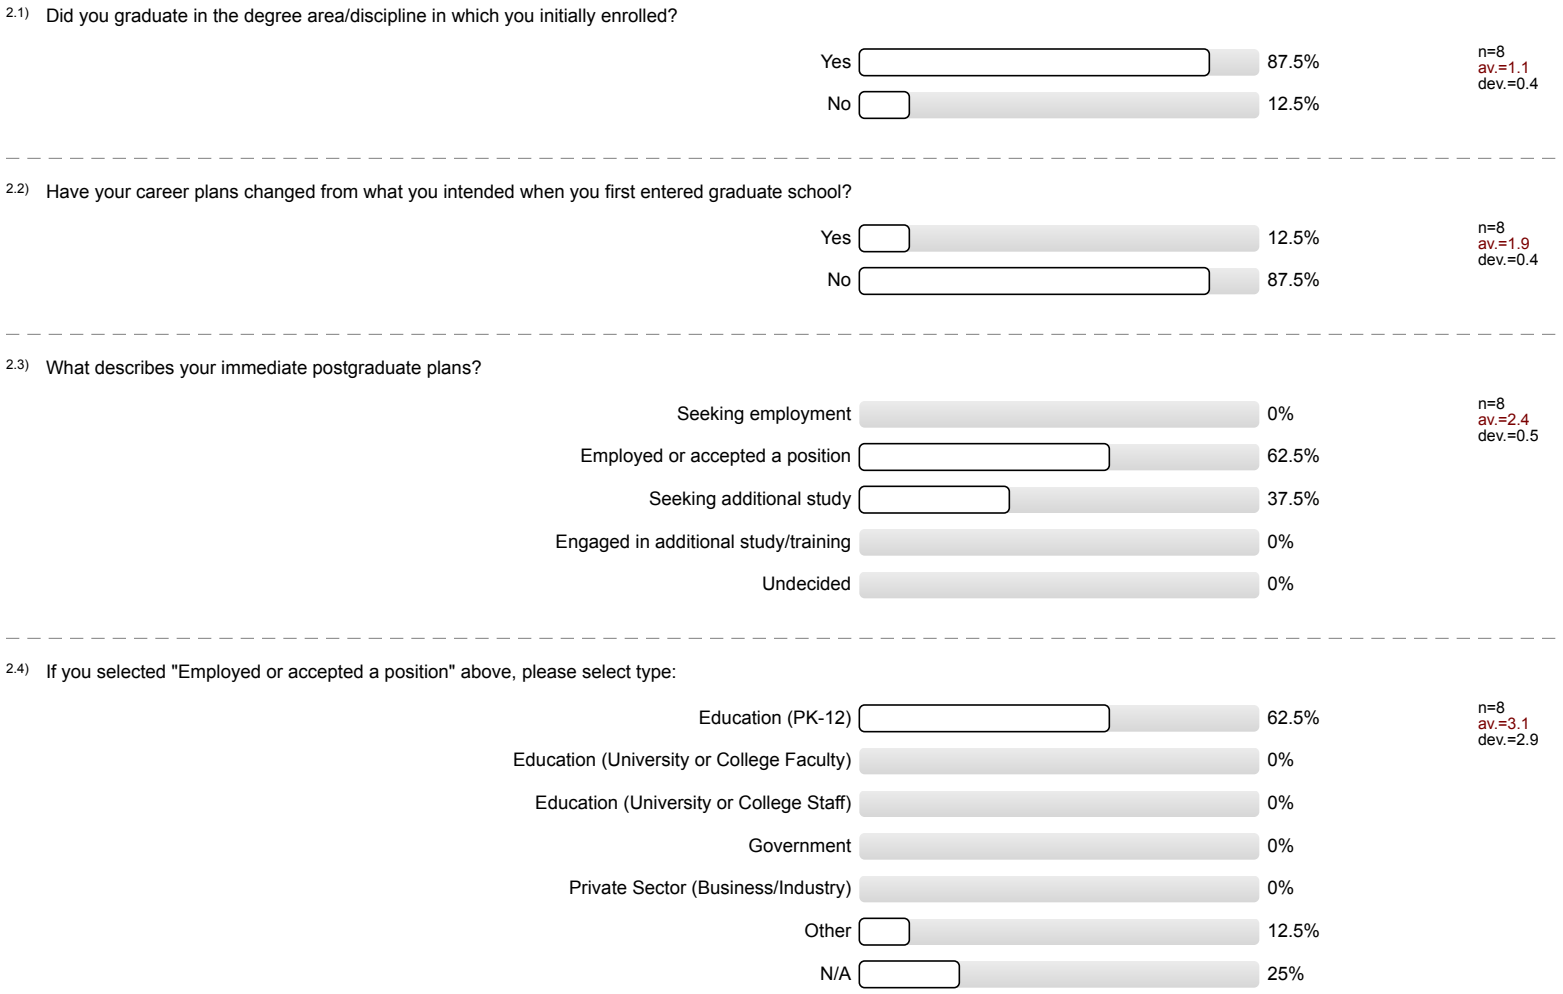 2.1) Did you graduate in the degree area/discipline in which you initially enrolled?
Yes 87.5%
No 12.5%
n=8
av.=1.1
dev.=0.4
2.2) Have your career plans changed from what you intended when you first entered graduate school?
Yes 12.5%
No 87.5%
n=8
av.=1.9
dev.=0.4
2.3) What describes your immediate postgraduate plans?
Seeking employment 0%
Employed or accepted a position 62.5%
Seeking additional study 37.5%
Engaged in additional study/training 0%
Undecided 0%
n=8
av.=2.4
dev.=0.5
2.4) If you selected "Employed or accepted a position" above, please select type:
Education (PK-12) 62.5%
Education (University or College Faculty) 0%
Education (University or College Staff) 0%
Government 0%
Private Sector (Business/Industry) 0%
Other 12.5%
N/A 25%
n=8
av.=3.1
dev.=2.9